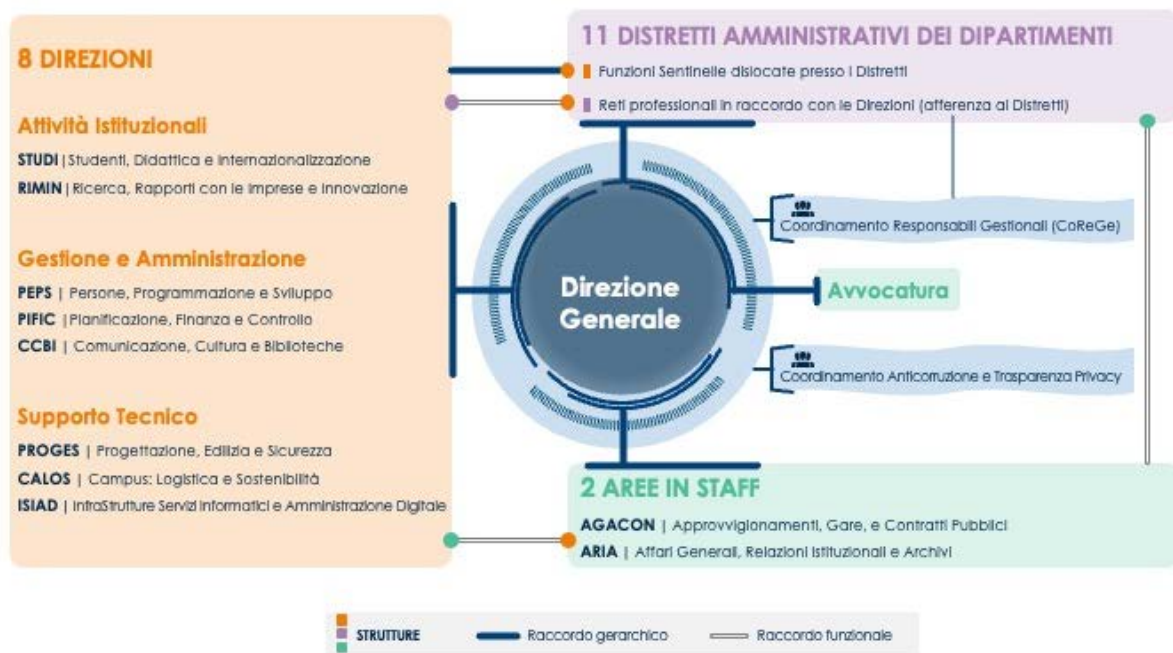 8 DIREZIONI
Attività Istituzionali
STUDI | Studenti, Didattica e Internazionalizzazione
RIMIN | Ricerca, Rapporti con le Imprese e Innovazione
Gestione e Amministrazione
PEPS | Persone, Programmazione e Sviluppo
PIFIC | Pianificazione, Finanza e Controllo
CCBI | Comunicazione, Cultura e Biblioteche
Supporto Tecnico
PROGES | Progettazione, Edilizia e Sicurezza
CALOS | Campus: Logistica e Sostenibilità
ISIAD | InfraStrutture Servizi Informatici e Amministrazione Digitale
11 DISTRETTI AMMINISTRATIVI DEI DIPARTIMENTI
Funzioni Sentinelle dislocate presso i Distretti
Reti professionali in raccordo con le Direzioni (afferenza ai Distretti)
Direzione
Generale
Coordinamento Responsabili Gestionali (CoReGe)
Avvocatura
Coordinamento Anticorruzione e Trasparenza Privacy
2 AREE IN STAFF
AGACON | Approvvigionamenti, Gare, e Contratti Pubblici
ARIA | Affari Generali, Relazioni Istituzionali e Archivi
STRUTTURE
Raccordo gerarchico
Raccordo funzionale